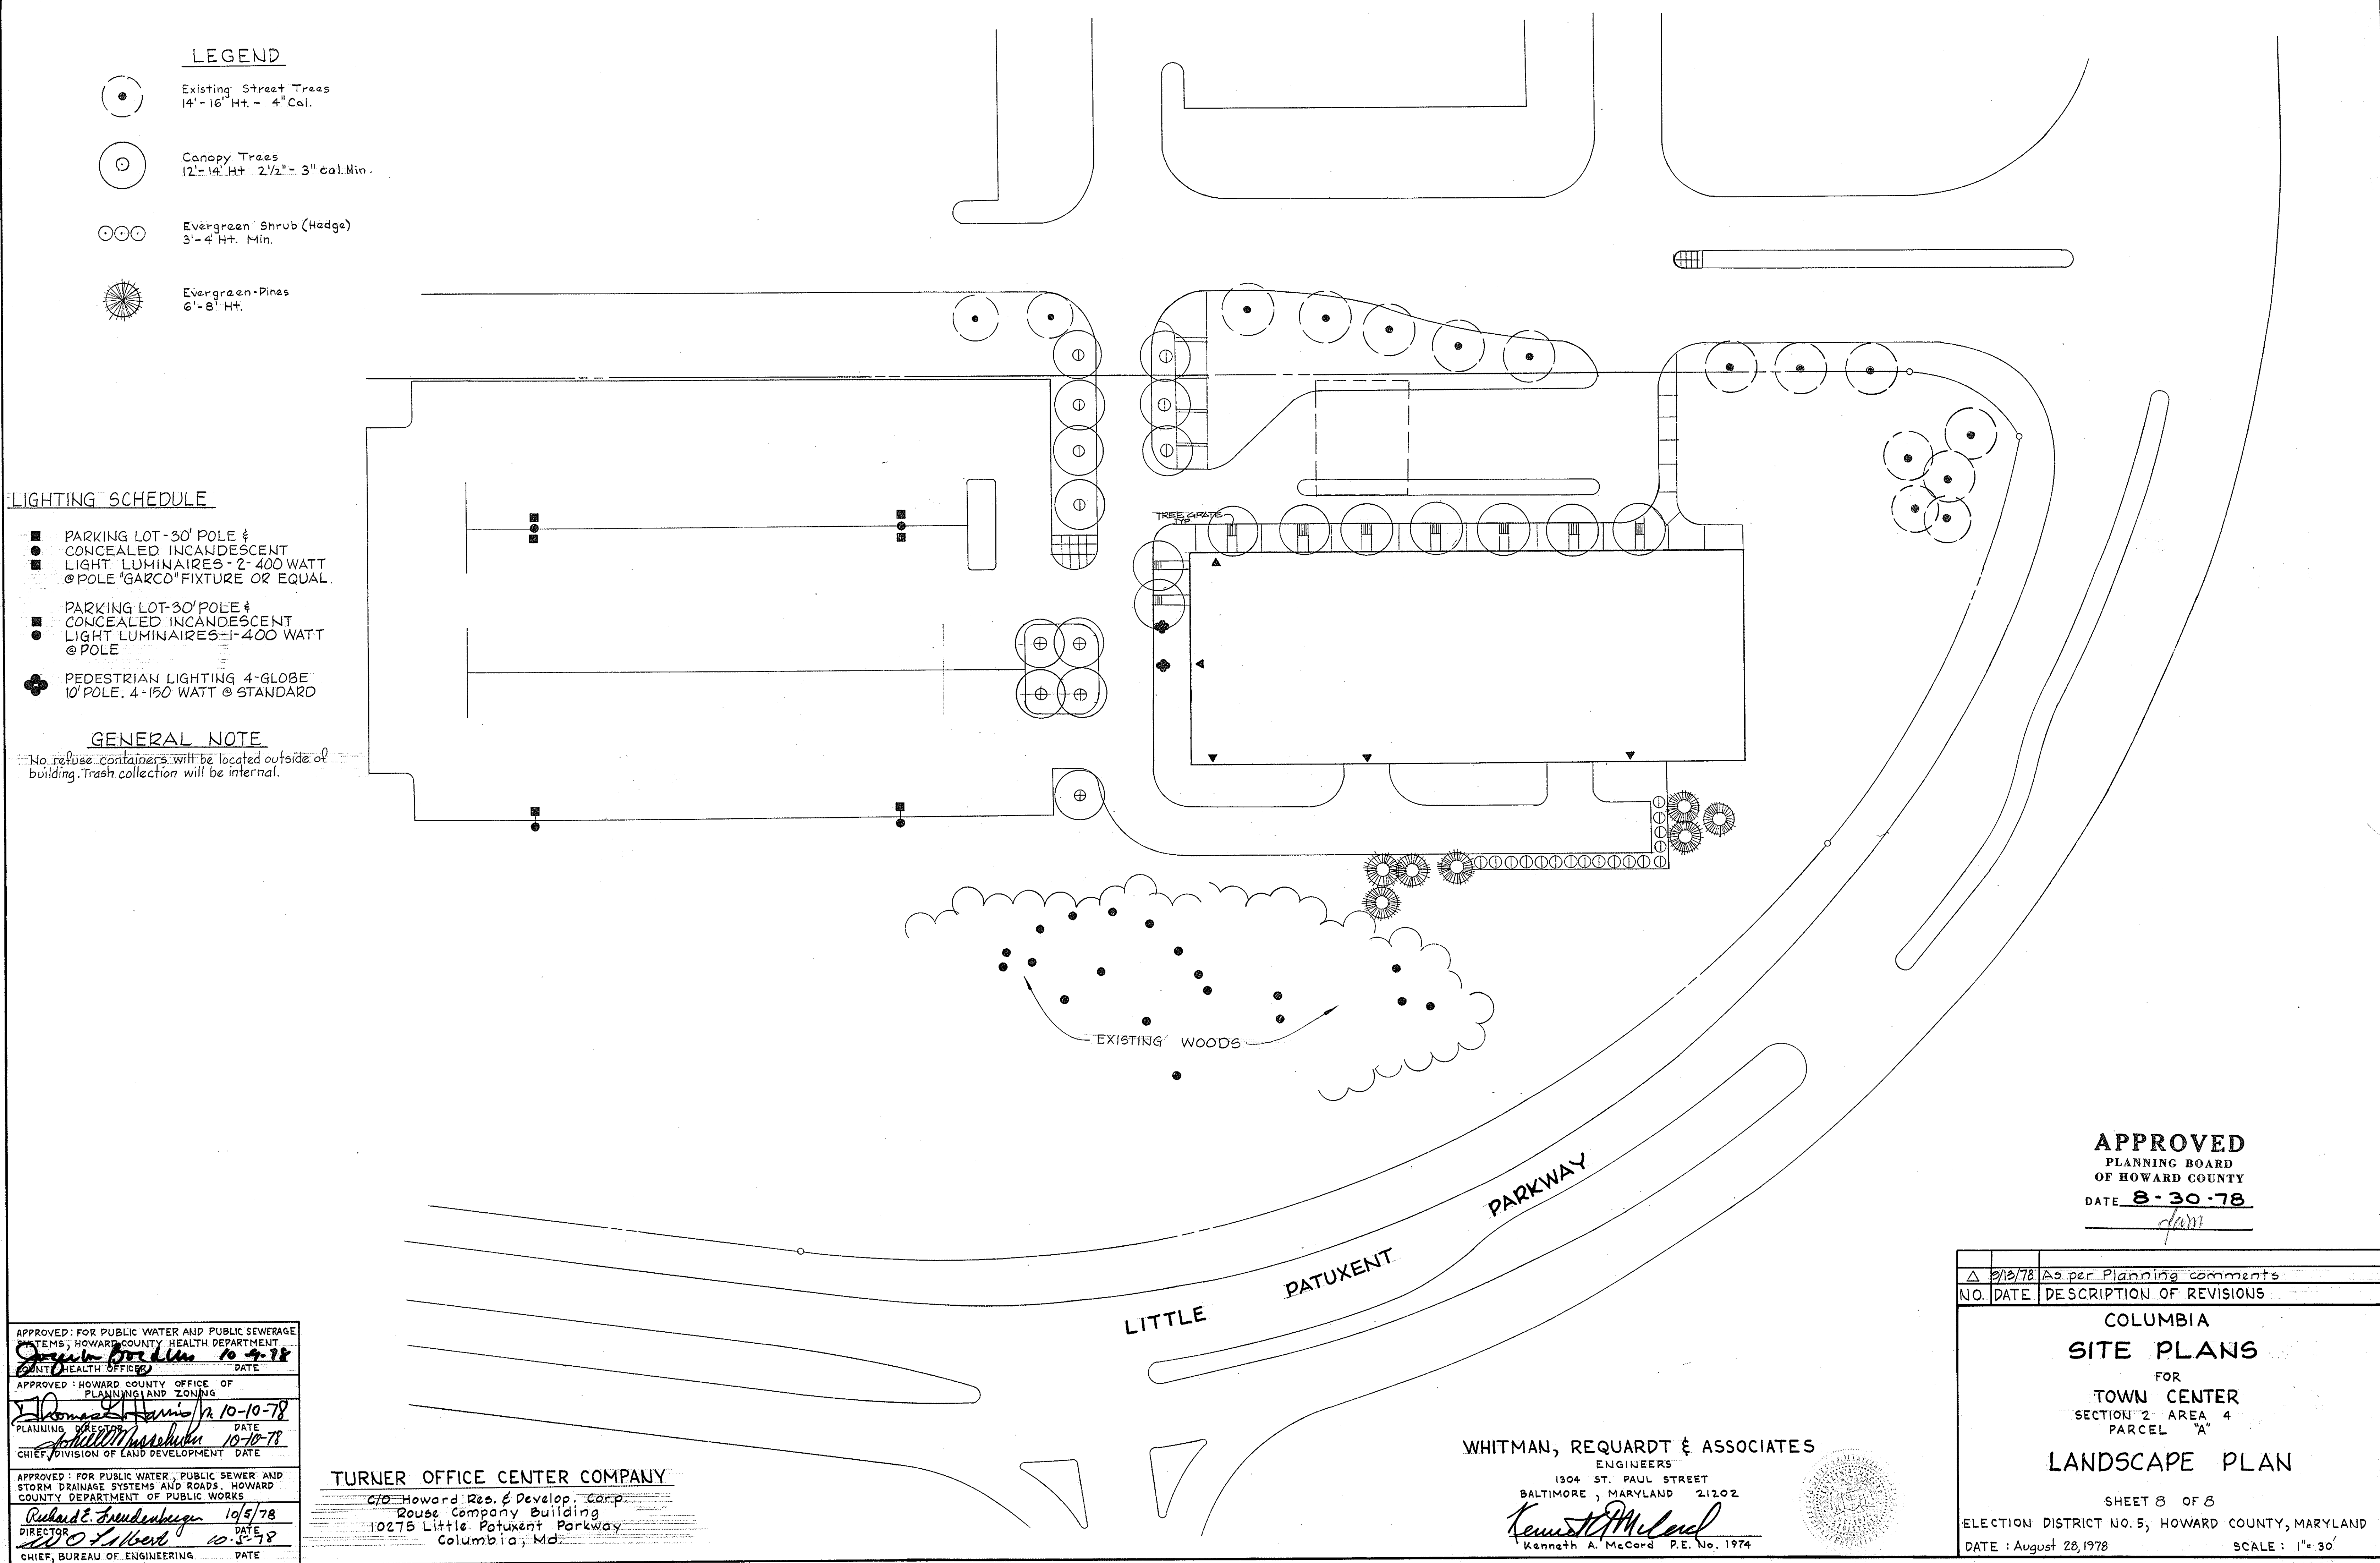 LEGEND
Existing Street Trees
14'-16' Ht. - 4" Cal.
Canopy Trees
12'-14' Ht 2 1/2" - 3" Cal. Min.
Evergreen Shrub (Hedge)
3'-4' Ht. Min.
Evergreen-Pines
6'-8' Ht.
LIGHTING SCHEDULE
PARKING LOT-30' POLE &
CONCEALED INCANDESCENT
LIGHT LUMINAIRES-2-400 WATT
@ POLE "GARCO" FIXTURE OR EQUAL.
PARKING LOT-30' POLE &
CONCEALED INCANDESCENT
LIGHT LUMINAIRES-1-400 WATT
@ POLE
PEDESTRIAN LIGHTING 4-GLOBE
10' POLE. 4-150 WATT @ STANDARD
GENERAL NOTE
No refuse containers will be located outside of
building. Trash collection will be internal.
TREE GRATE
TYP
EXISTING WOODS
LITTLE PATUXENT PARKWAY
APPROVED
PLANNING BOARD
OF HOWARD COUNTY
DATE 8-30-78
APPROVED: FOR PUBLIC WATER AND PUBLIC SEWERAGE
SYSTEMS, HOWARD COUNTY HEALTH DEPARTMENT
10-9-78
COUNTY HEALTH OFFICER DATE
APPROVED: HOWARD COUNTY OFFICE OF
PLANNING AND ZONING
Thomas G. Harris Jr. 10-10-78
PLANNING DIRECTOR DATE
10-10-78
CHIEF, DIVISION OF LAND DEVELOPMENT DATE
APPROVED: FOR PUBLIC WATER, PUBLIC SEWER AND
STORM DRAINAGE SYSTEMS AND ROADS. HOWARD
COUNTY DEPARTMENT OF PUBLIC WORKS
Richard E. Freudenberger 10/5/78
DIRECTOR DATE
10-5-78
CHIEF, BUREAU OF ENGINEERING DATE
TURNER OFFICE CENTER COMPANY
c/o Howard Res. & Develop. Corp.
Rouse Company Building
10275 Little Patuxent Parkway
Columbia, Md.
WHITMAN, REQUARDT & ASSOCIATES
ENGINEERS
1304 ST. PAUL STREET
BALTIMORE, MARYLAND 21202
Kenneth A McCord
Kenneth A. McCord P.E. No. 1974
9/13/78 As per Planning comments
NO. DATE DESCRIPTION OF REVISIONS
COLUMBIA
SITE PLANS
FOR
TOWN CENTER
SECTION 2 AREA 4
PARCEL "A"
LANDSCAPE PLAN
SHEET 8 OF 8
ELECTION DISTRICT NO. 5, HOWARD COUNTY, MARYLAND
DATE: August 28, 1978 SCALE: 1"=30'